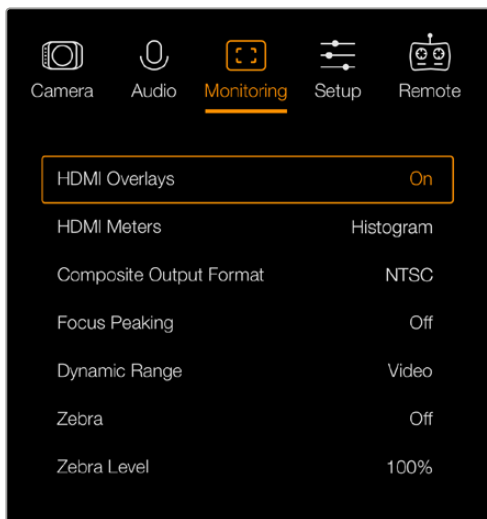 Camera Audio Monitoring Setup Remote
HDMI Overlays On
HDMI Meters Histogram
Composite Output Format NTSC
Focus Peaking Off
Dynamic Range Video
Zebra Off
Zebra Level 100%